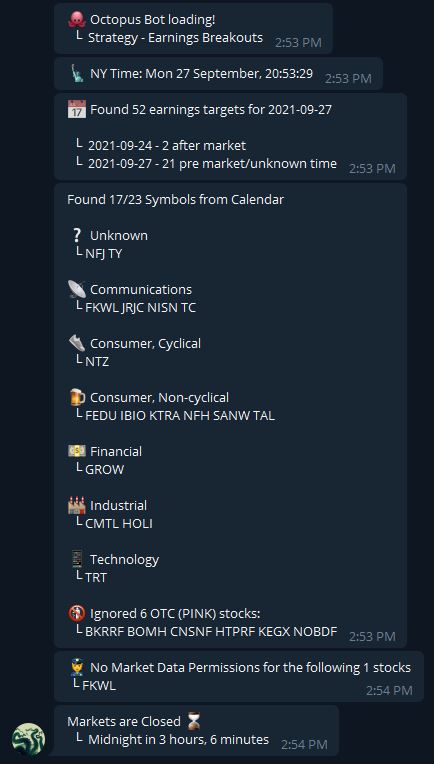 Octopus Bot loading!
└ Strategy - Earnings Breakouts 2:53 PM
NY Time: Mon 27 September, 20:53:29 2:53 PM
Found 52 earnings targets for 2021-09-27
└ 2021-09-24 - 2 after market
└ 2021-09-27 - 21 pre market/unknown time 2:53 PM
Found 17/23 Symbols from Calendar
❔ Unknown
└ NFJ TY
Communications
└ FKWL JRJC NISN TC
Consumer, Cyclical
└ NTZ
Consumer, Non-cyclical
└ FEDU IBIO KTRA NFH SANW TAL
Financial
└ GROW
Industrial
└ CMTL HOLI
Technology
└ TRT
Ignored 6 OTC (PINK) stocks:
└ BKRRF BOMH CNSNF HTPRF KEGX NOBDF 2:53 PM
No Market Data Permissions for the following 1 stocks
└ FKWL 2:54 PM
Markets are Closed
└ Midnight in 3 hours, 6 minutes 2:54 PM